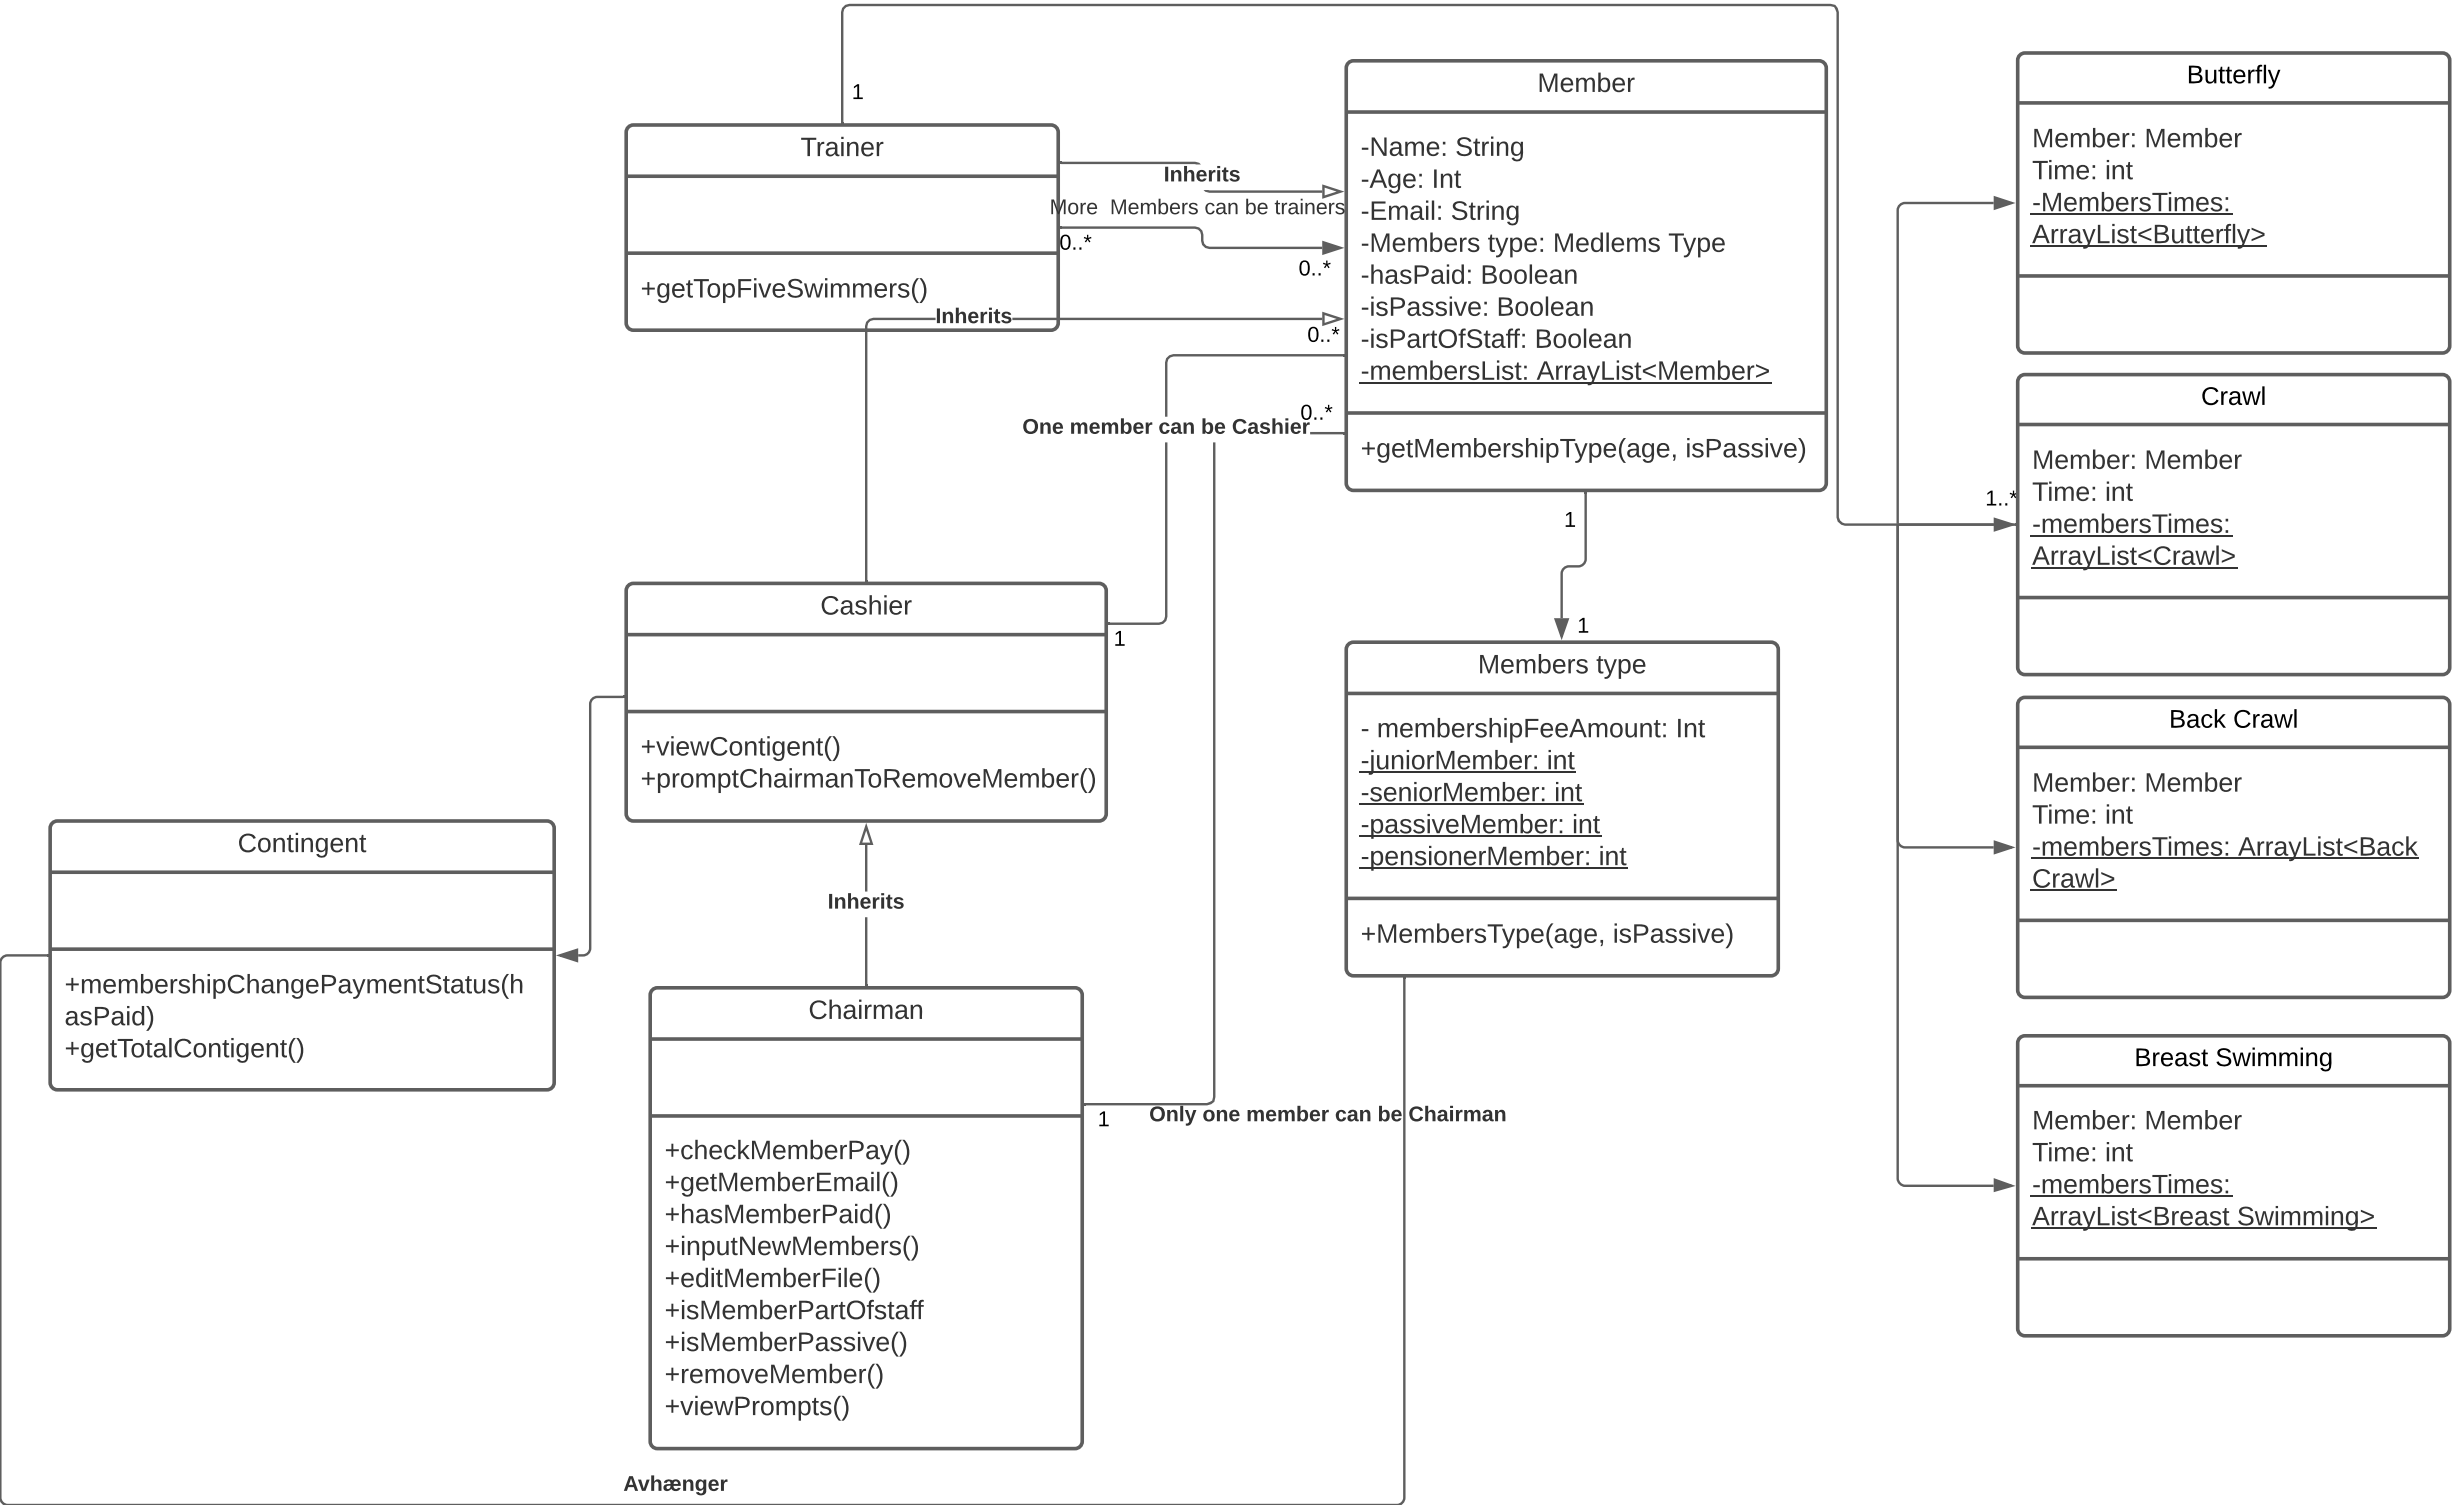 1
Trainer
+getTopFiveSwimmers()
Inherits
More  Members can be trainers
0..*
0..*
Inherits
0..*
0..*
One member can be Cashier
Member
-Name: String
-Age: Int
-Email: String
-Members type: Medlems Type
-hasPaid: Boolean
-isPassive: Boolean
-isPartOfStaff: Boolean
-membersList: ArrayList<Member>
+getMembershipType(age, isPassive)
1
1
Cashier
+viewContigent()
+promptChairmanToRemoveMember()
1
Members type
- membershipFeeAmount: Int
-juniorMember: int
-seniorMember: int
-passiveMember: int
-pensionerMember: int
+MembersType(age, isPassive)
Contingent
+membershipChangePaymentStatus(h
asPaid)
+getTotalContigent()
Inherits
Chairman
+checkMemberPay()
+getMemberEmail()
+hasMemberPaid()
+inputNewMembers()
+editMemberFile()
+isMemberPartOfstaff
+isMemberPassive()
+removeMember()
+viewPrompts()
1
Only one member can be Chairman
Avhænger
Butterfly
Member: Member
Time: int
-MembersTimes:
ArrayList<Butterfly>
1..*
Crawl
Member: Member
Time: int
-membersTimes:
ArrayList<Crawl>
Back Crawl
Member: Member
Time: int
-membersTimes: ArrayList<Back
Crawl>
Breast Swimming
Member: Member
Time: int
-membersTimes:
ArrayList<Breast Swimming>